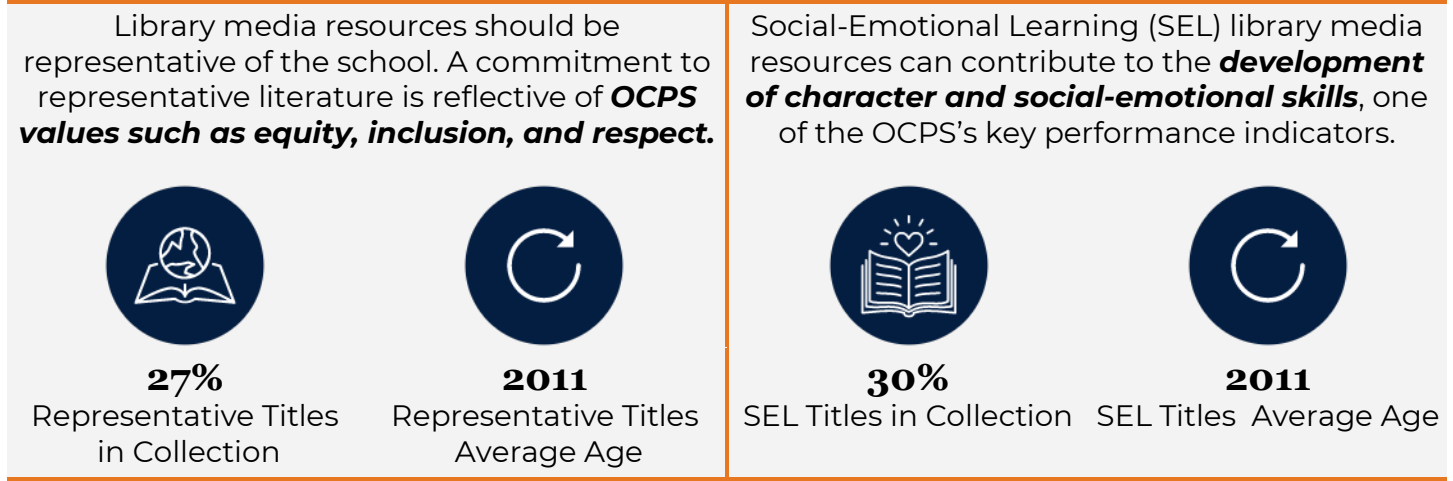 Library media resources should be
representative of the school. A commitment to
representative literature is reflective of OCPS
values such as equity, inclusion, and respect.
27%
Representative Titles
in Collection
2011
Representative Titles
Average Age
Social-Emotional Learning (SEL) library media
resources can contribute to the development
of character and social-emotional skills, one
of the OCPS’s key performance indicators.
30%
SEL Titles in Collection
2011
SEL Titles  Average Age